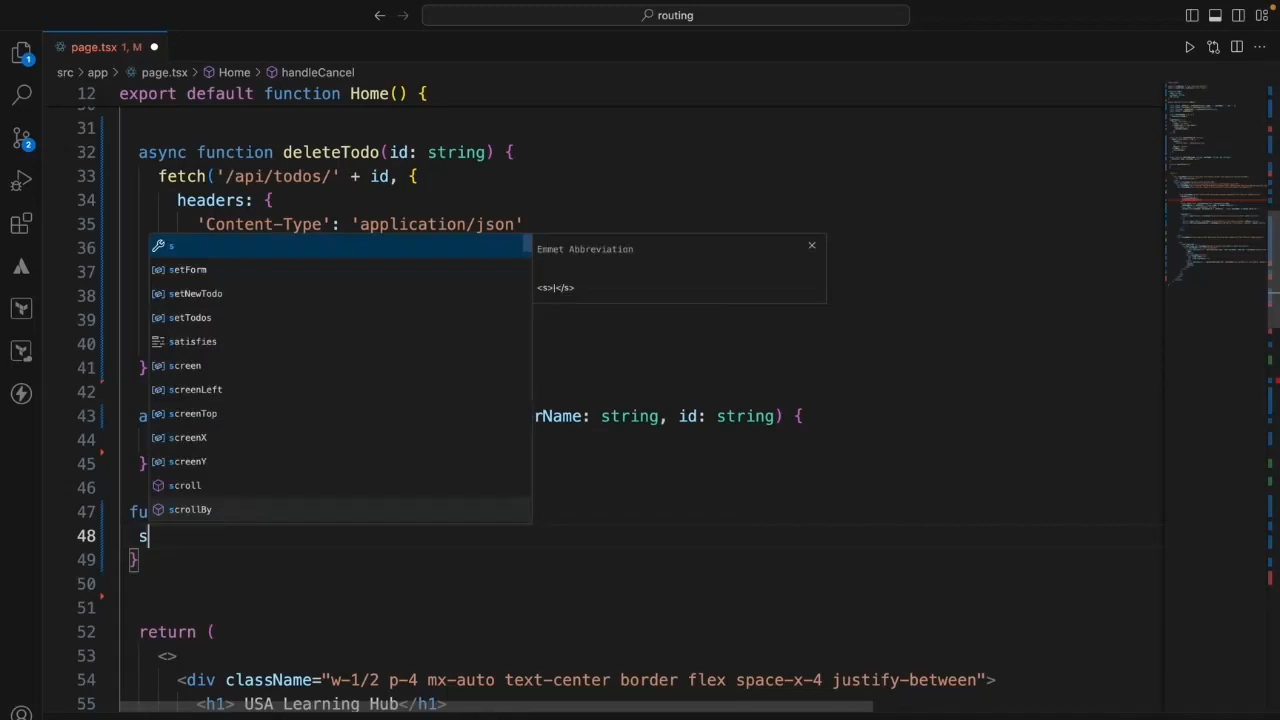 routing
page.tsx 1, M
src > app > page.tsx > Home > handleCancel
12 export default function Home() {
31
32 async function deleteTodo(id: string) {
33 fetch('/api/todos/' + id, {
34 headers: {
35 'Content-Type': 'application/json'
36 s
Emmet Abbreviation
<s>|</s>
37 setForm
38 setNewTodo
39 setTodos
40 satisfies
41 } screen
42 screenLeft
43 a screenTop rName: string, id: string) {
44 screenX
45 } screenY
46 scroll
47 fu scrollBy
48 s
49 }
50
51
52 return (
53 <>
54 <div className="w-1/2 p-4 mx-auto text-center border flex space-x-4 justify-between">
55 <h1> USA Learning Hub</h1>
1
2